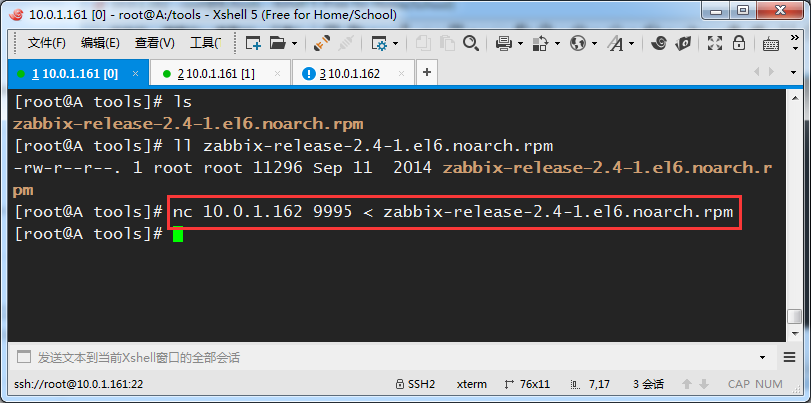 10.0.1.161 [0] - root@A:/tools - Xshell 5 (Free for Home/School)
文件(F) 编辑(E) 查看(V) 工具(
1 10.0.1.161 [0] × 2 10.0.1.161 [1] × 3 10.0.1.162 +
[root@A tools]# ls
zabbix-release-2.4-1.el6.noarch.rpm
[root@A tools]# ll zabbix-release-2.4-1.el6.noarch.rpm
-rw-r--r--. 1 root root 11296 Sep 11  2014 zabbix-release-2.4-1.el6.noarch.r
pm
[root@A tools]# nc 10.0.1.162 9995 < zabbix-release-2.4-1.el6.noarch.rpm
[root@A tools]#
发送文本到当前Xshell窗口的全部会话
ssh://root@10.0.1.161:22 SSH2 xterm 76x11 7,17 3 会话 CAP NUM